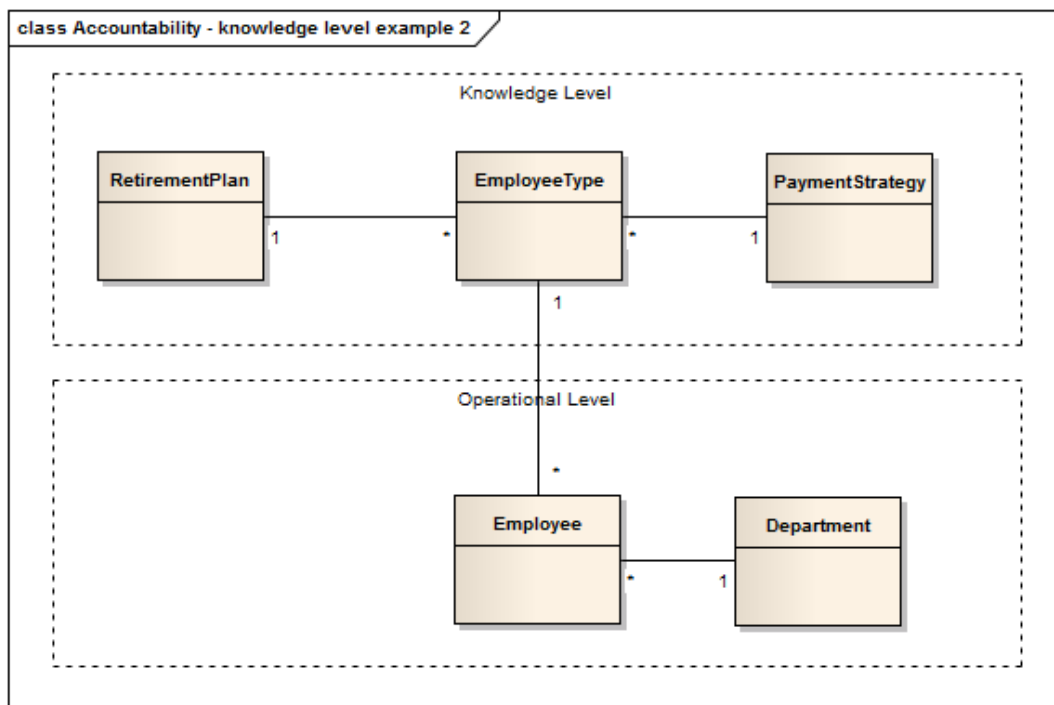 class Accountability - knowledge level example 2
Knowledge Level
RetirementPlan
EmployeeType
PaymentStrategy
1
*
*
1
1
Operational Level
*
Employee
Department
*
1